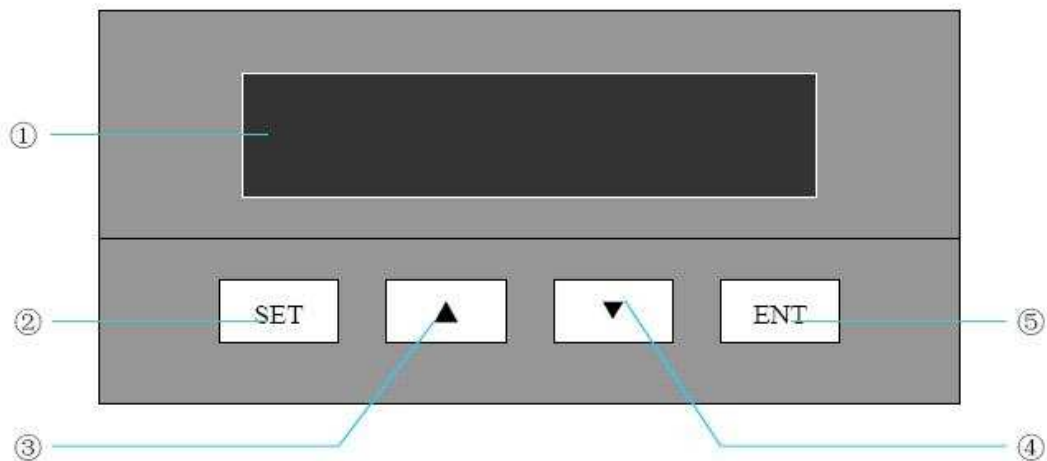 ①
② SET ▲ ▼ ENT ⑤
③ ④